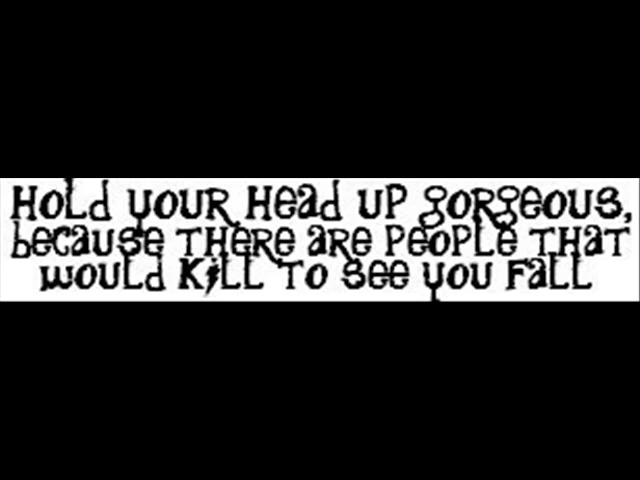 Hold your Head up gorgeous,
because there are people that
would Kill to see you Fall